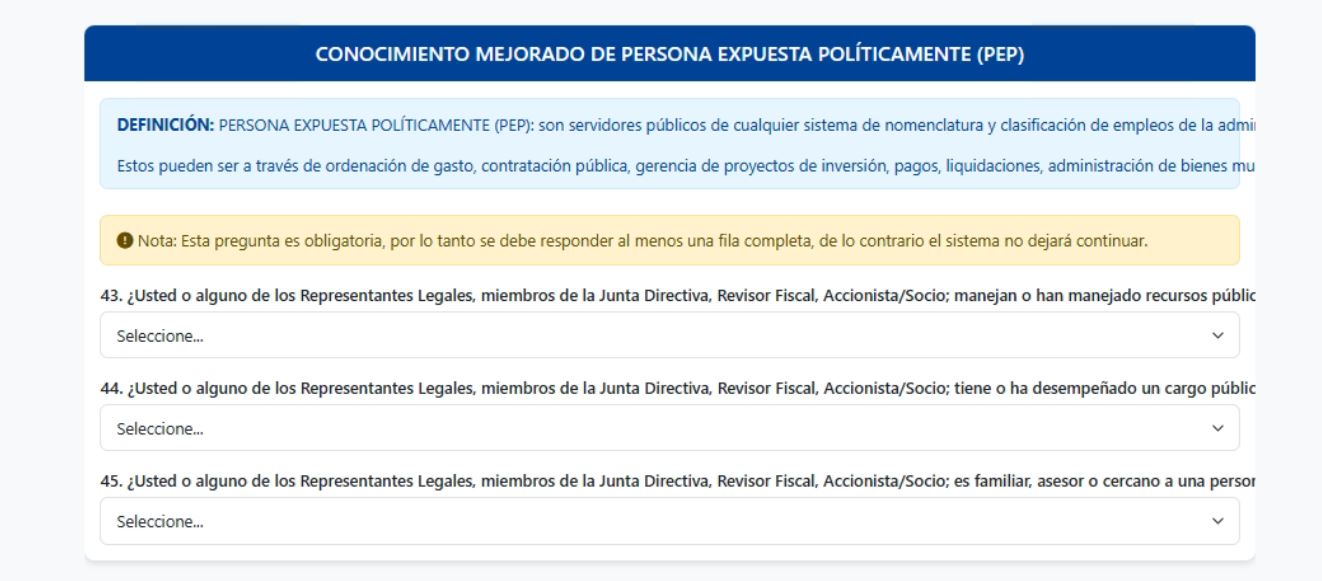 CONOCIMIENTO MEJORADO DE PERSONA EXPUESTA POLÍTICAMENTE (PEP)
DEFINICIÓN: PERSONA EXPUESTA POLÍTICAMENTE (PEP): son servidores públicos de cualquier sistema de nomenclatura y clasificación de empleos de la admi
Estos pueden ser a través de ordenación de gasto, contratación pública, gerencia de proyectos de inversión, pagos, liquidaciones, administración de bienes mu
Nota: Esta pregunta es obligatoria, por lo tanto se debe responder al menos una fila completa, de lo contrario el sistema no dejará continuar.
43. ¿Usted o alguno de los Representantes Legales, miembros de la Junta Directiva, Revisor Fiscal, Accionista/Socio; manejan o han manejado recursos públic
Seleccione...
44. ¿Usted o alguno de los Representantes Legales, miembros de la Junta Directiva, Revisor Fiscal, Accionista/Socio; tiene o ha desempeñado un cargo públic
Seleccione...
45. ¿Usted o alguno de los Representantes Legales, miembros de la Junta Directiva, Revisor Fiscal, Accionista/Socio; es familiar, asesor o cercano a una person
Seleccione...